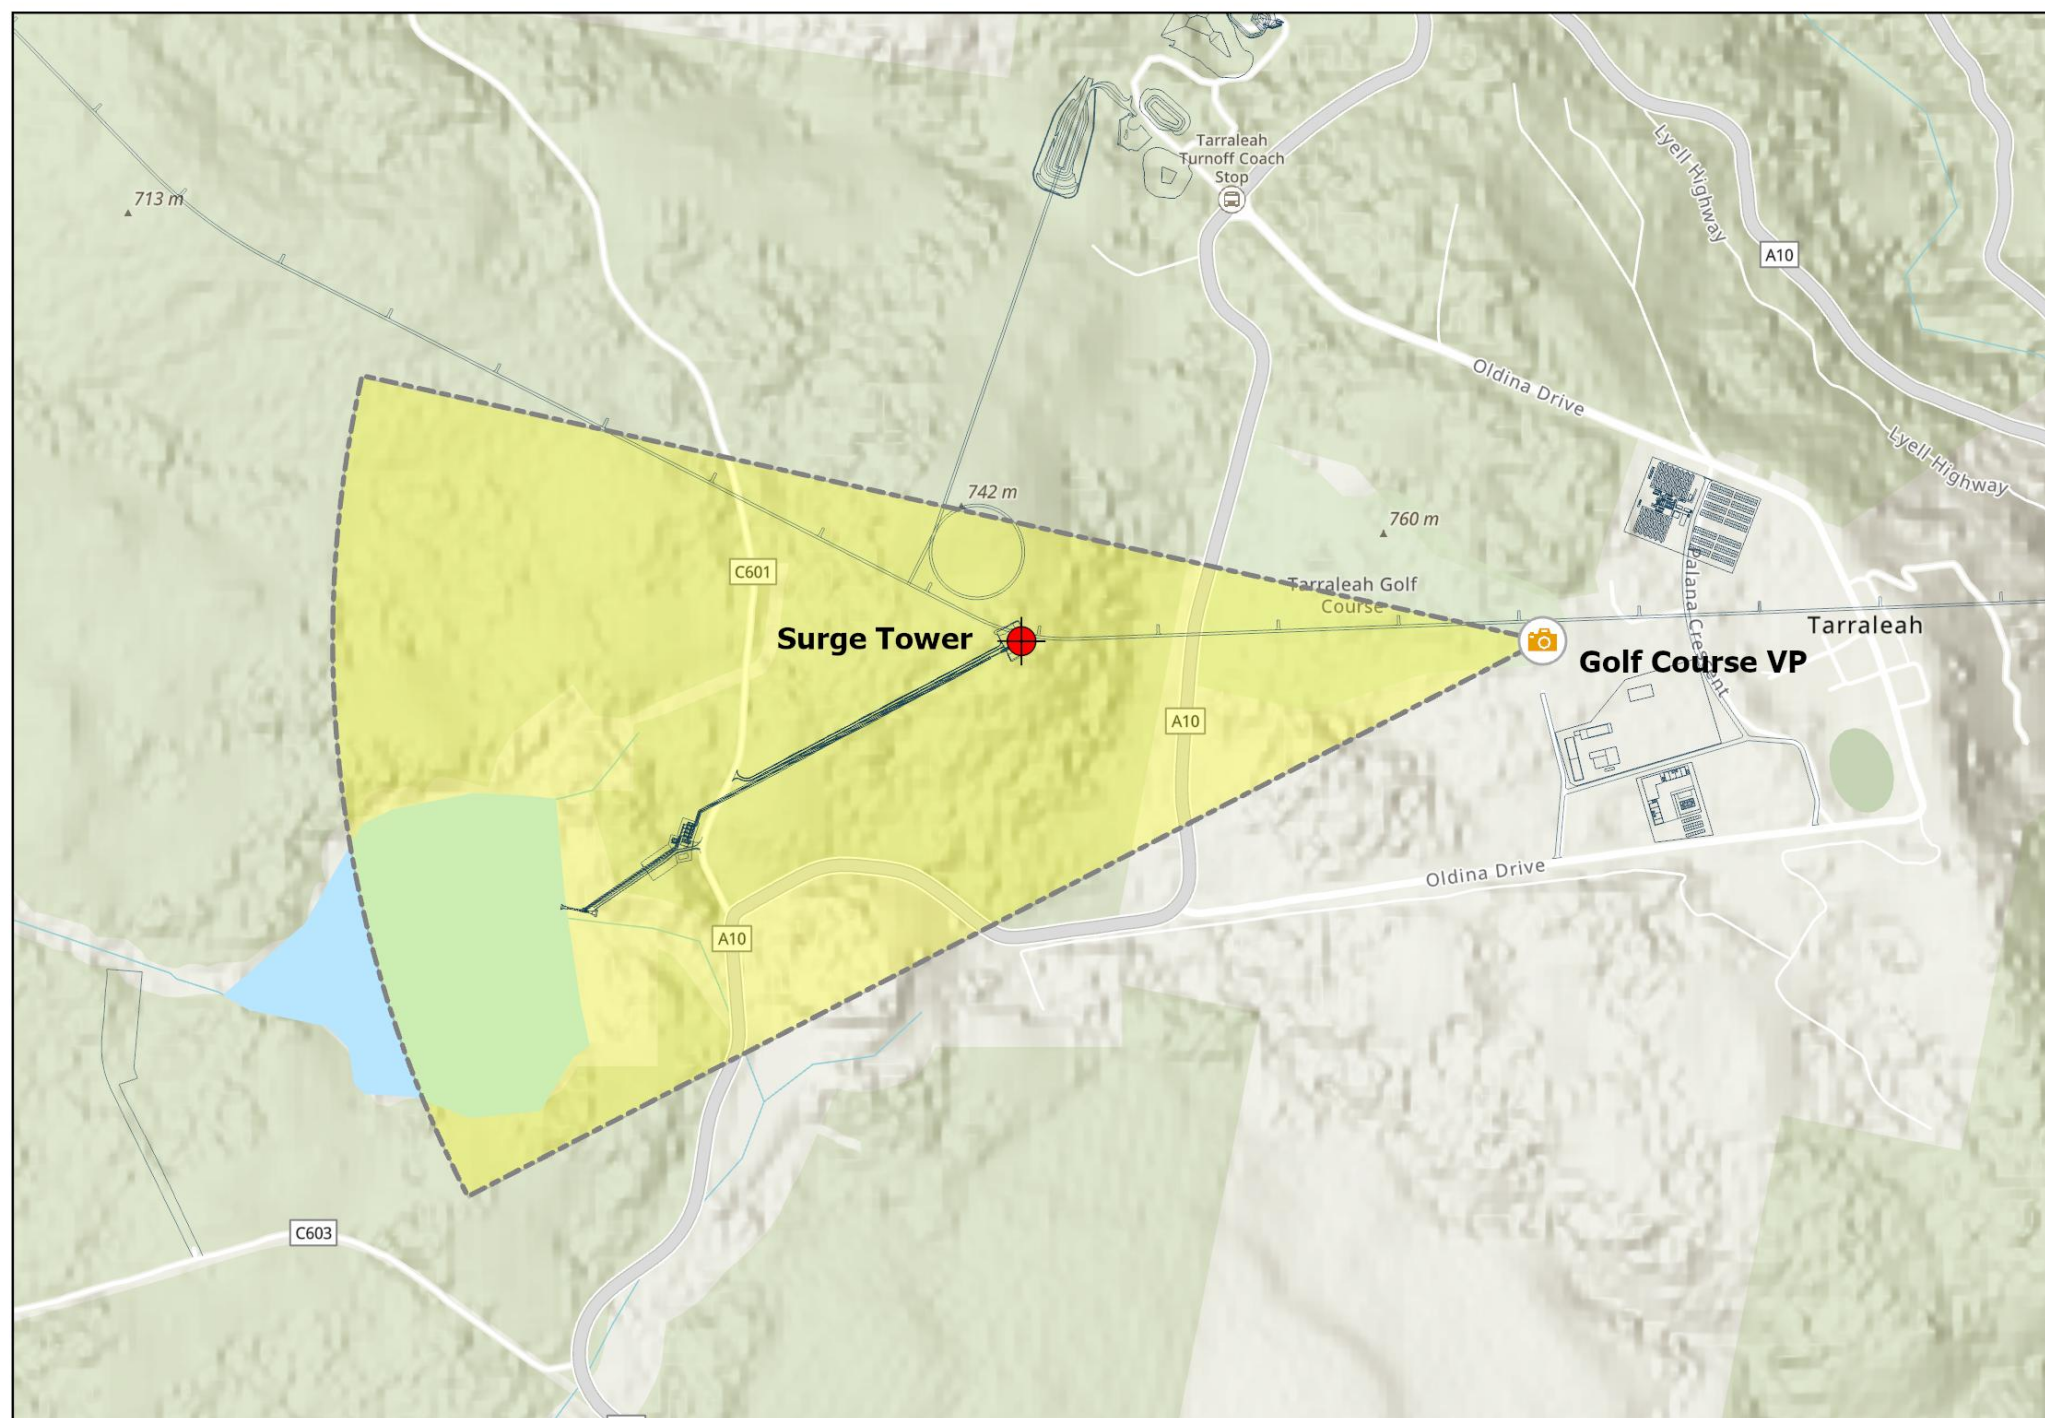 Tarraleah
Turnoff Coach
Stop
Lyell Highway
713 m
A10
Oldina Drive
Lyell Highway
742 m
760 m
C601
Tarraleah Golf
Course
Palana Crescent
Tarraleah
Surge Tower
Golf Course VP
A10
Oldina Drive
A10
C603